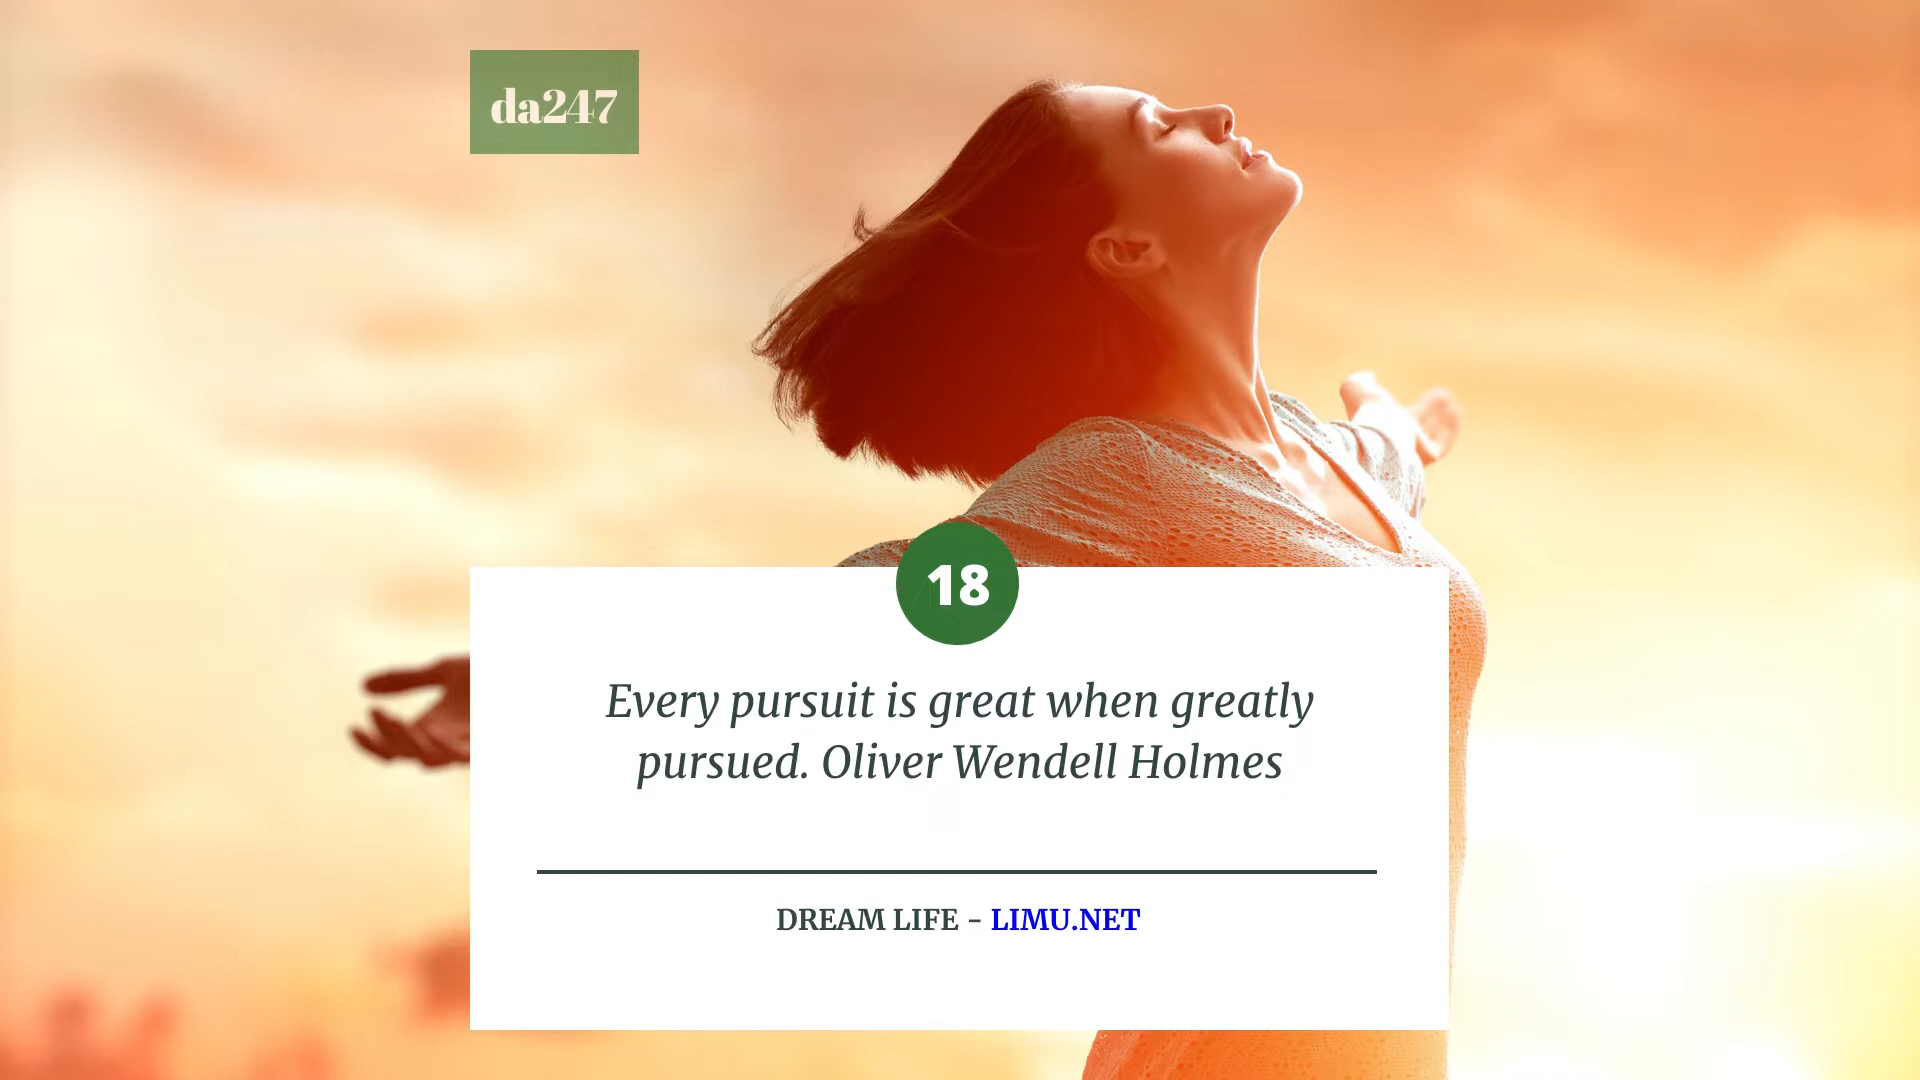 da247
18
Every pursuit is great when greatly
pursued. Oliver Wendell Holmes
DREAM LIFE - LIMU.NET